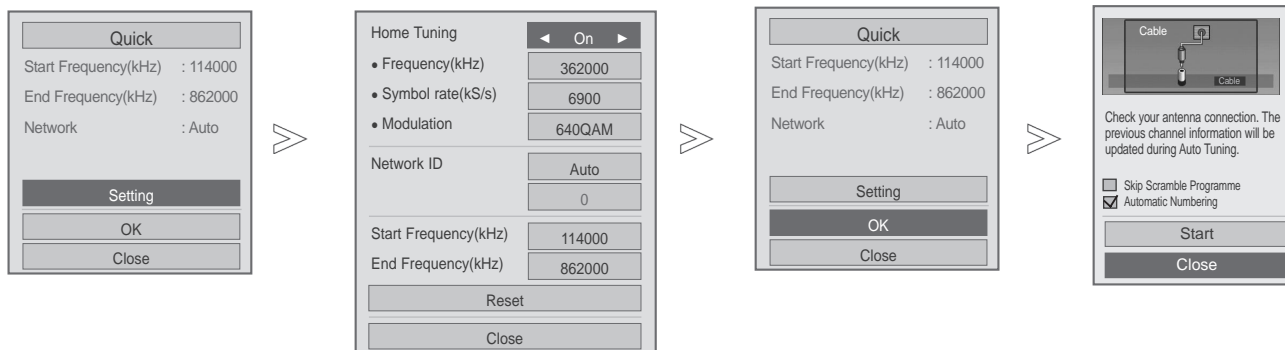 Quick
Start Frequency(kHz) : 114000
End Frequency(kHz) : 862000
Network : Auto
Setting
OK
Close
Home Tuning ◄ On ►
• Frequency(kHz) 362000
• Symbol rate(kS/s) 6900
• Modulation 640QAM
Network ID Auto
0
Start Frequency(kHz) 114000
End Frequency(kHz) 862000
Reset
Close
Quick
Start Frequency(kHz) : 114000
End Frequency(kHz) : 862000
Network : Auto
Setting
OK
Close
Cable
Cable
Check your antenna connection. The
previous channel information will be
updated during Auto Tuning.
Skip Scramble Programme
Automatic Numbering
Start
Close